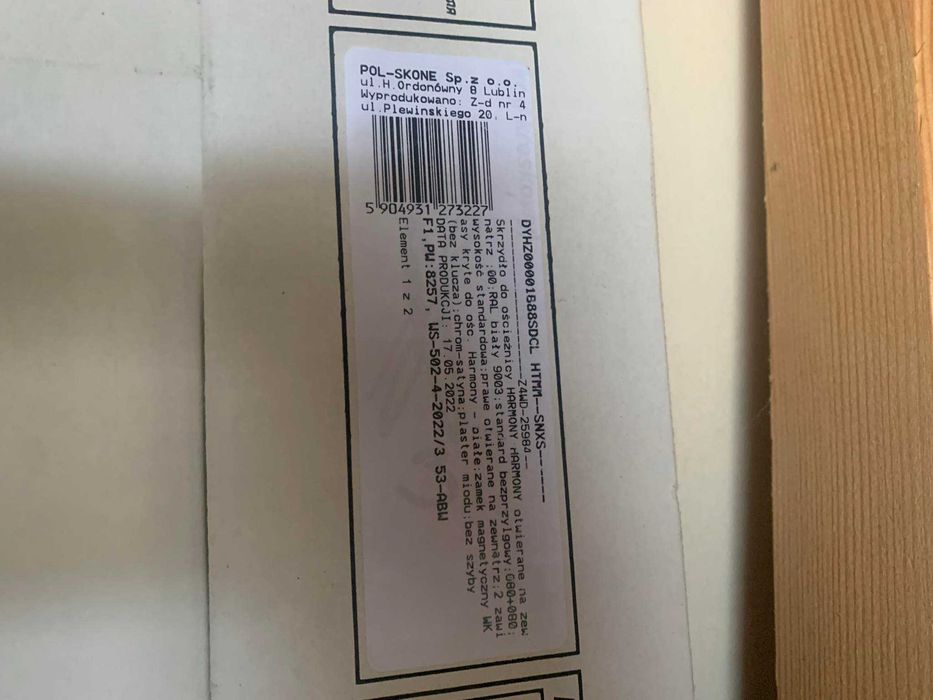 POL-SKONE Sp.z o.o.
ul.H.Ordonówny 8 Lublin
Wyprodukowano: Z-d nr 4
ul.Plewinskiego 20, L-n
5 904931 273227
DYHZ00001688SDCL HTMM--SNXS------
--------------------Z4WD-25984--
Skrzydło do ościeżnicy HARMONY HARMONY otwierane na zew
nątrz :00:RAL biały 9003;standard bezprzylgowy;080+080;
wysokość standardowa;prawe otwierane na zewnątrz;2 zawi
asy kryte do ośc. Harmony - białe;zamek magnetyczny WK
(bez klucza);chrom-satyna;plaster miodu;bez szyby
DATA PRODUKCJI: 17.05.2022
F1,PW:8257, WS-502-4-2022/3 53-ABW
Element 1 z 2